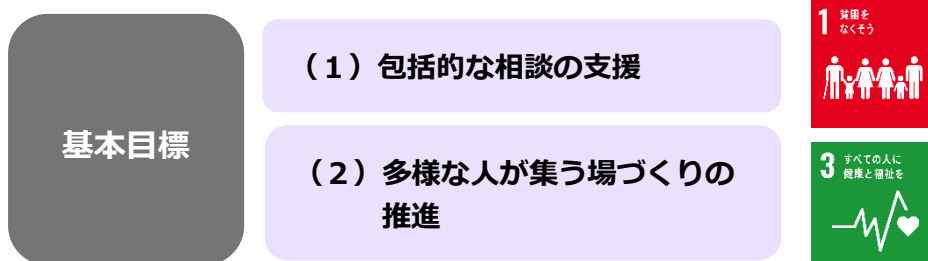 基本目標
（１）包括的な相談の支援
（２）多様な人が集う場づくりの
推進
1 貧困を
なくそう
3 すべての人に
健康と福祉を